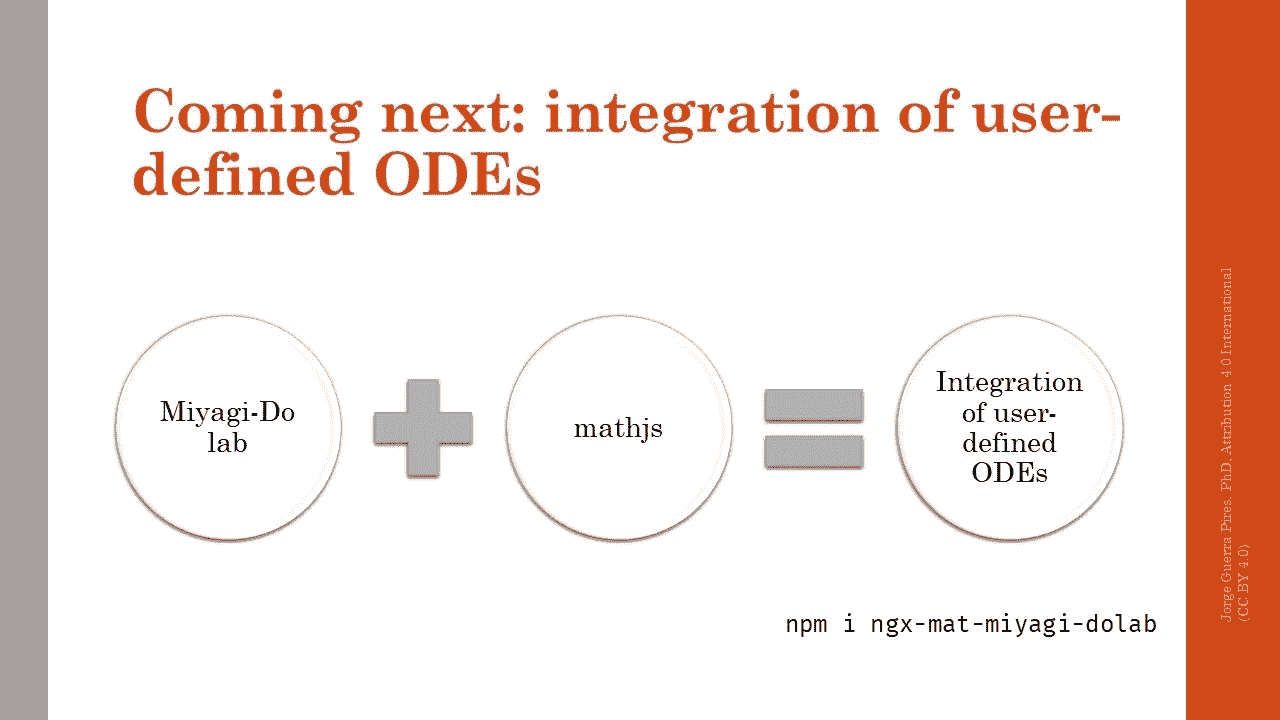 Coming next: integration of user-
defined ODEs
Miyagi-Do
lab
mathjs
Integration
of user-
defined
ODEs
npm i ngx-mat-miyagi-dolab
Jorge Guerra Pires, PhD, Attribution 4.0 International
(CC BY 4.0)